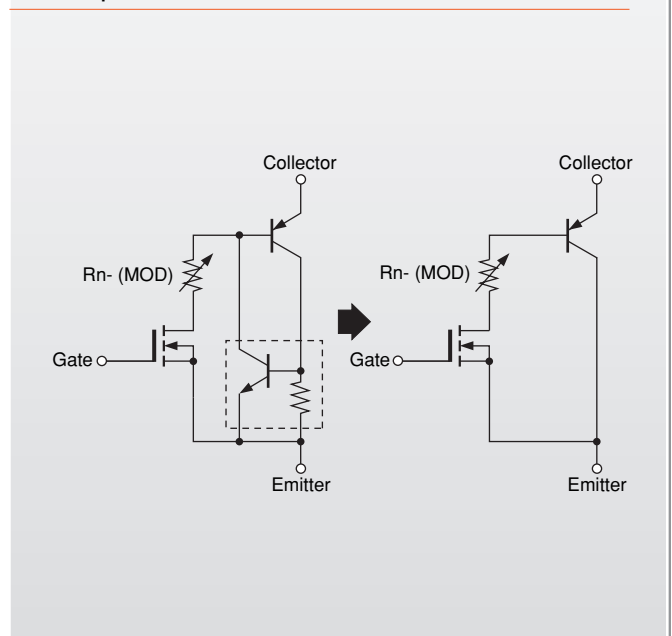 Collector
Collector
Rn- (MOD)
Rn- (MOD)
Gate
Gate
Emitter
Emitter